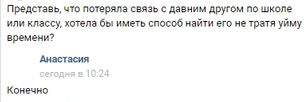 Представь, что потеряла связь с давним другом по школе
или классу, хотела бы иметь способ найти его не тратя уйму
времени?
Анастасия
сегодня в 10:24
Конечно